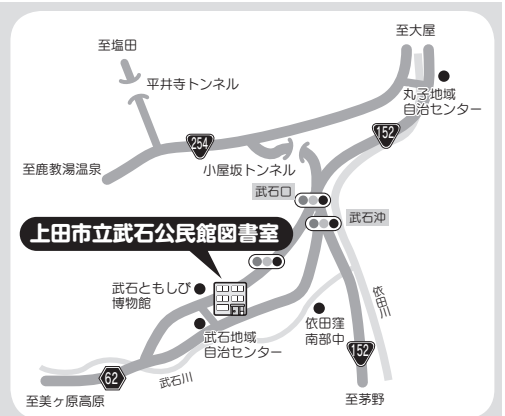 至大屋
至塩田
平井寺トンネル
丸子地域
自治センター
152
254
至鹿教湯温泉
小屋坂トンネル
武石口
武石沖
上田市立武石公民館図書室
武石ともしび
博物館
依田川
武石地域
自治センター
依田窪
南部中
152
62
武石川
至美ヶ原高原
至茅野